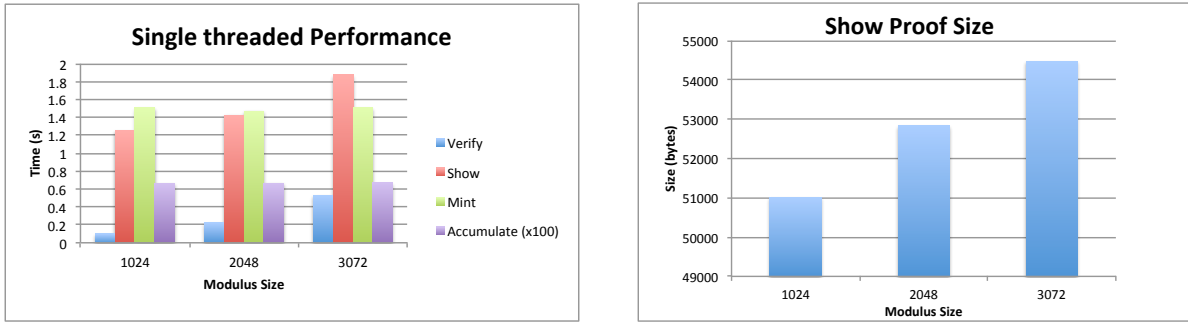 Single threaded Performance
2
1.8
1.6
1.4
1.2
1
0.8
0.6
0.4
0.2
0
Time (s)
1024 2048 3072
Modulus Size
Verify
Show
Mint
Accumulate (x100)
Show Proof Size
55000
54000
53000
52000
51000
50000
49000
Size (bytes)
1024 2048 3072
Modulus Size